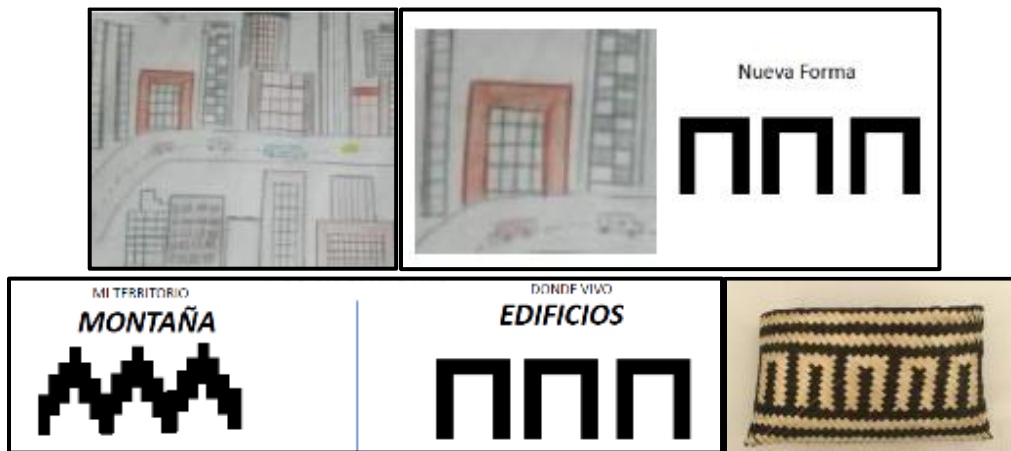 Nueva Forma
MI TERRITORIO
MONTAÑA
DONDE VIVO
EDIFICIOS